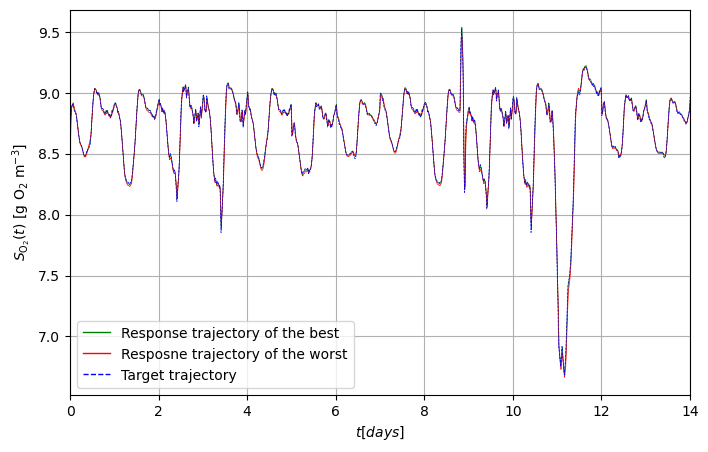 9.5
9.0
8.5
8.0
7.5
7.0
S_{O_2}(t) [g O_2 m^{-3}]
Response trajectory of the best
Resposne trajectory of the worst
Target trajectory
0 2 4 6 8 10 12 14
t[days]